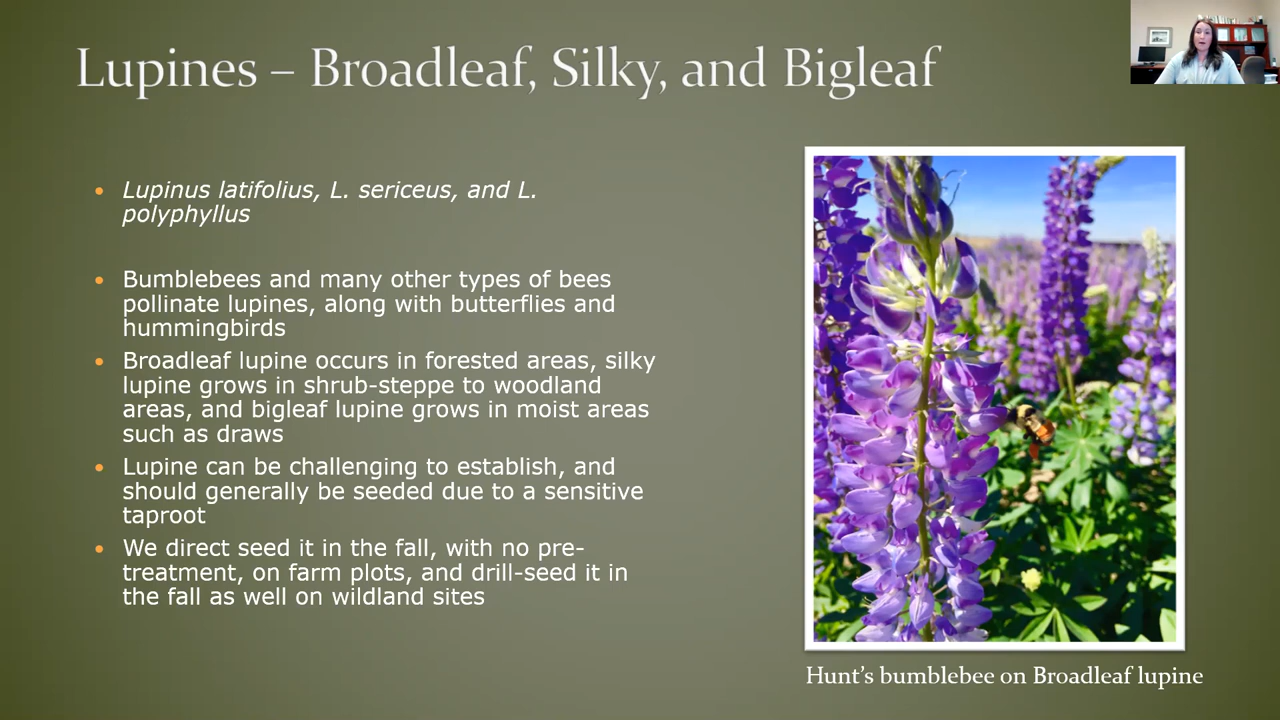 Lupines – Broadleaf, Silky, and Bigleaf
Lupinus latifolius, L. sericeus, and L.
polyphyllus
Bumblebees and many other types of bees
pollinate lupines, along with butterflies and
hummingbirds
Broadleaf lupine occurs in forested areas, silky
lupine grows in shrub-steppe to woodland
areas, and bigleaf lupine grows in moist areas
such as draws
Lupine can be challenging to establish, and
should generally be seeded due to a sensitive
taproot
We direct seed it in the fall, with no pre-
treatment, on farm plots, and drill-seed it in
the fall as well on wildland sites
Hunt’s bumblebee on Broadleaf lupine